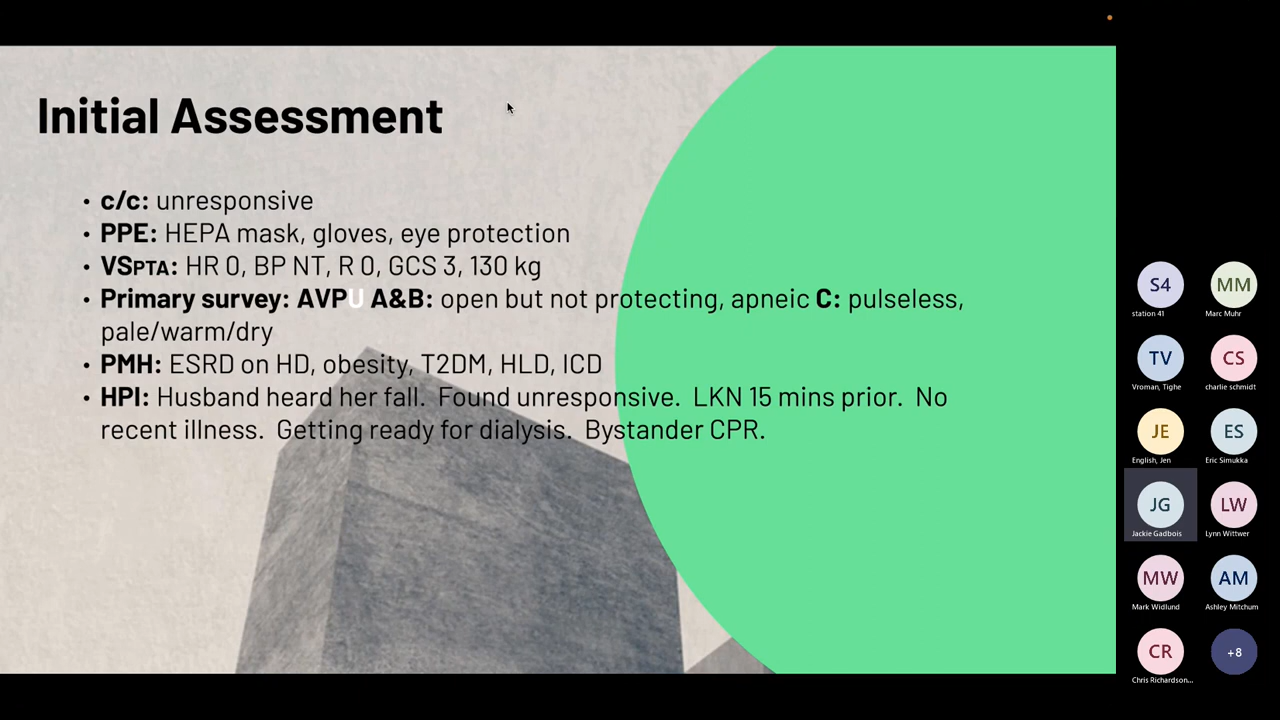 Initial Assessment
• c/c: unresponsive
• PPE: HEPA mask, gloves, eye protection
• VSPTA: HR 0, BP NT, R 0, GCS 3, 130 kg
• Primary survey: AVPU A&B: open but not protecting, apneic C: pulseless,
pale/warm/dry
• PMH: ESRD on HD, obesity, T2DM, HLD, ICD
• HPI: Husband heard her fall. Found unresponsive. LKN 15 mins prior. No
recent illness. Getting ready for dialysis. Bystander CPR.
S4
station 41
MM
Marc Muhr
TV
Vroman, Tighe
CS
charlie schmidt
JE
English, Jen
ES
Eric Simukka
JG
Jackie Gadbois
LW
Lynn Wittwer
MW
Mark Widlund
AM
Ashley Mitchum
CR
Chris Richardson...
+8